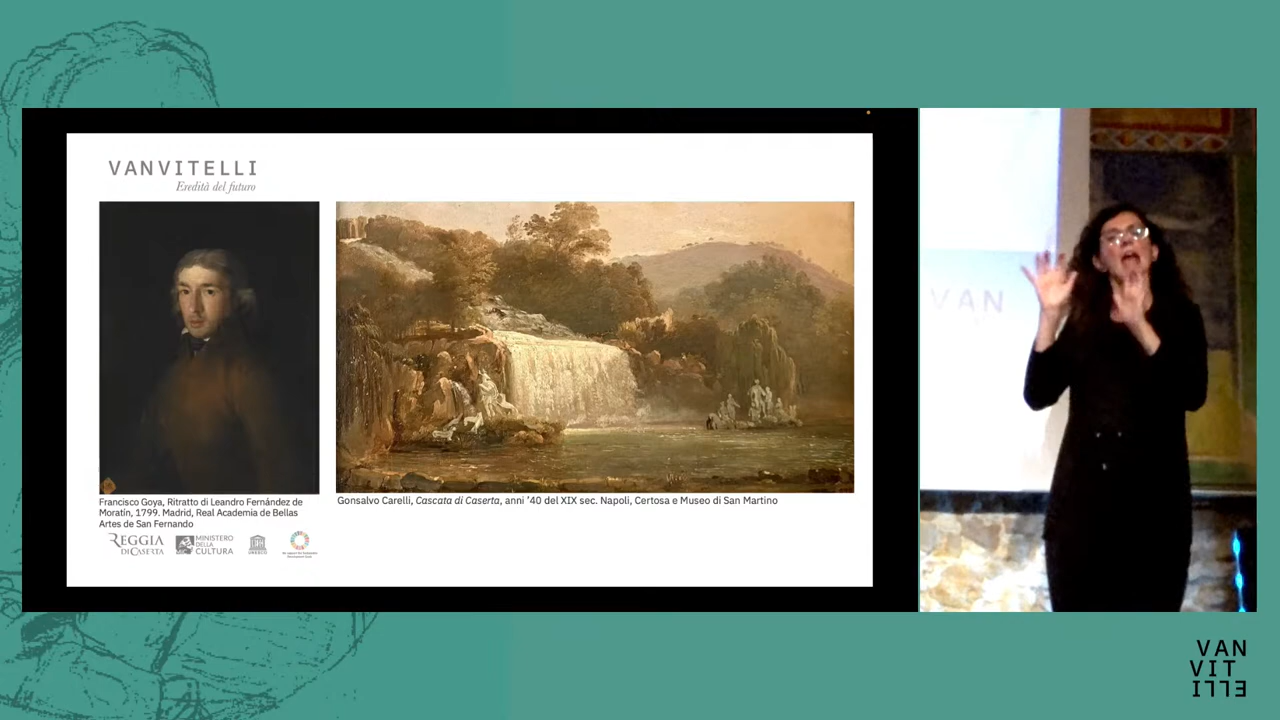 VANVITELLI
Eredità del futuro
Francisco Goya, Ritratto di Leandro Fernández de
Moratín, 1799. Madrid, Real Academia de Bellas
Artes de San Fernando
Gonsalvo Carelli, Cascata di Caserta, anni '40 del XIX sec. Napoli, Certosa e Museo di San Martino
REGGIA
DI CASERTA
MINISTERO
DELLA
CULTURA
UNESCO
VAN
VAN
VIT
ELLI